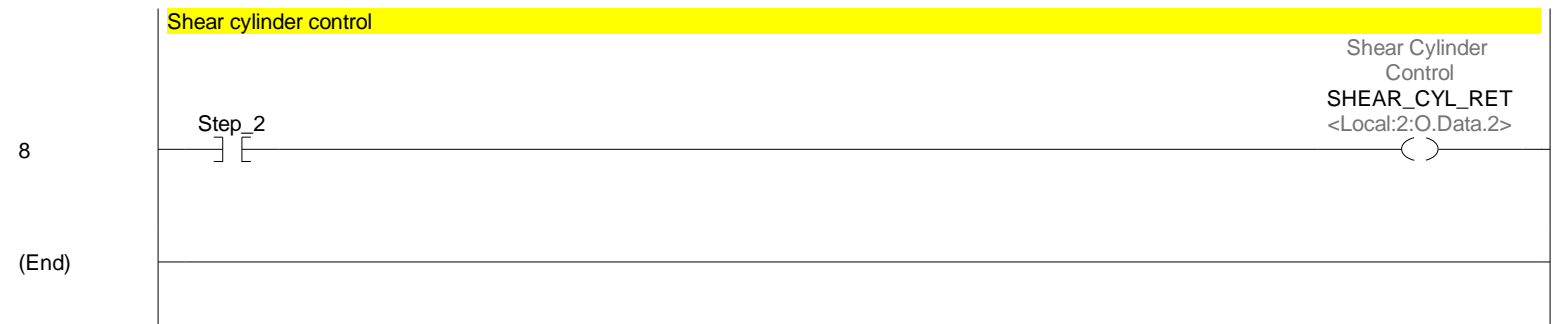 Shear cylinder control
Shear Cylinder
Control
SHEAR_CYL_RET
<Local:2:O.Data.2>
Step_2
8
(End)